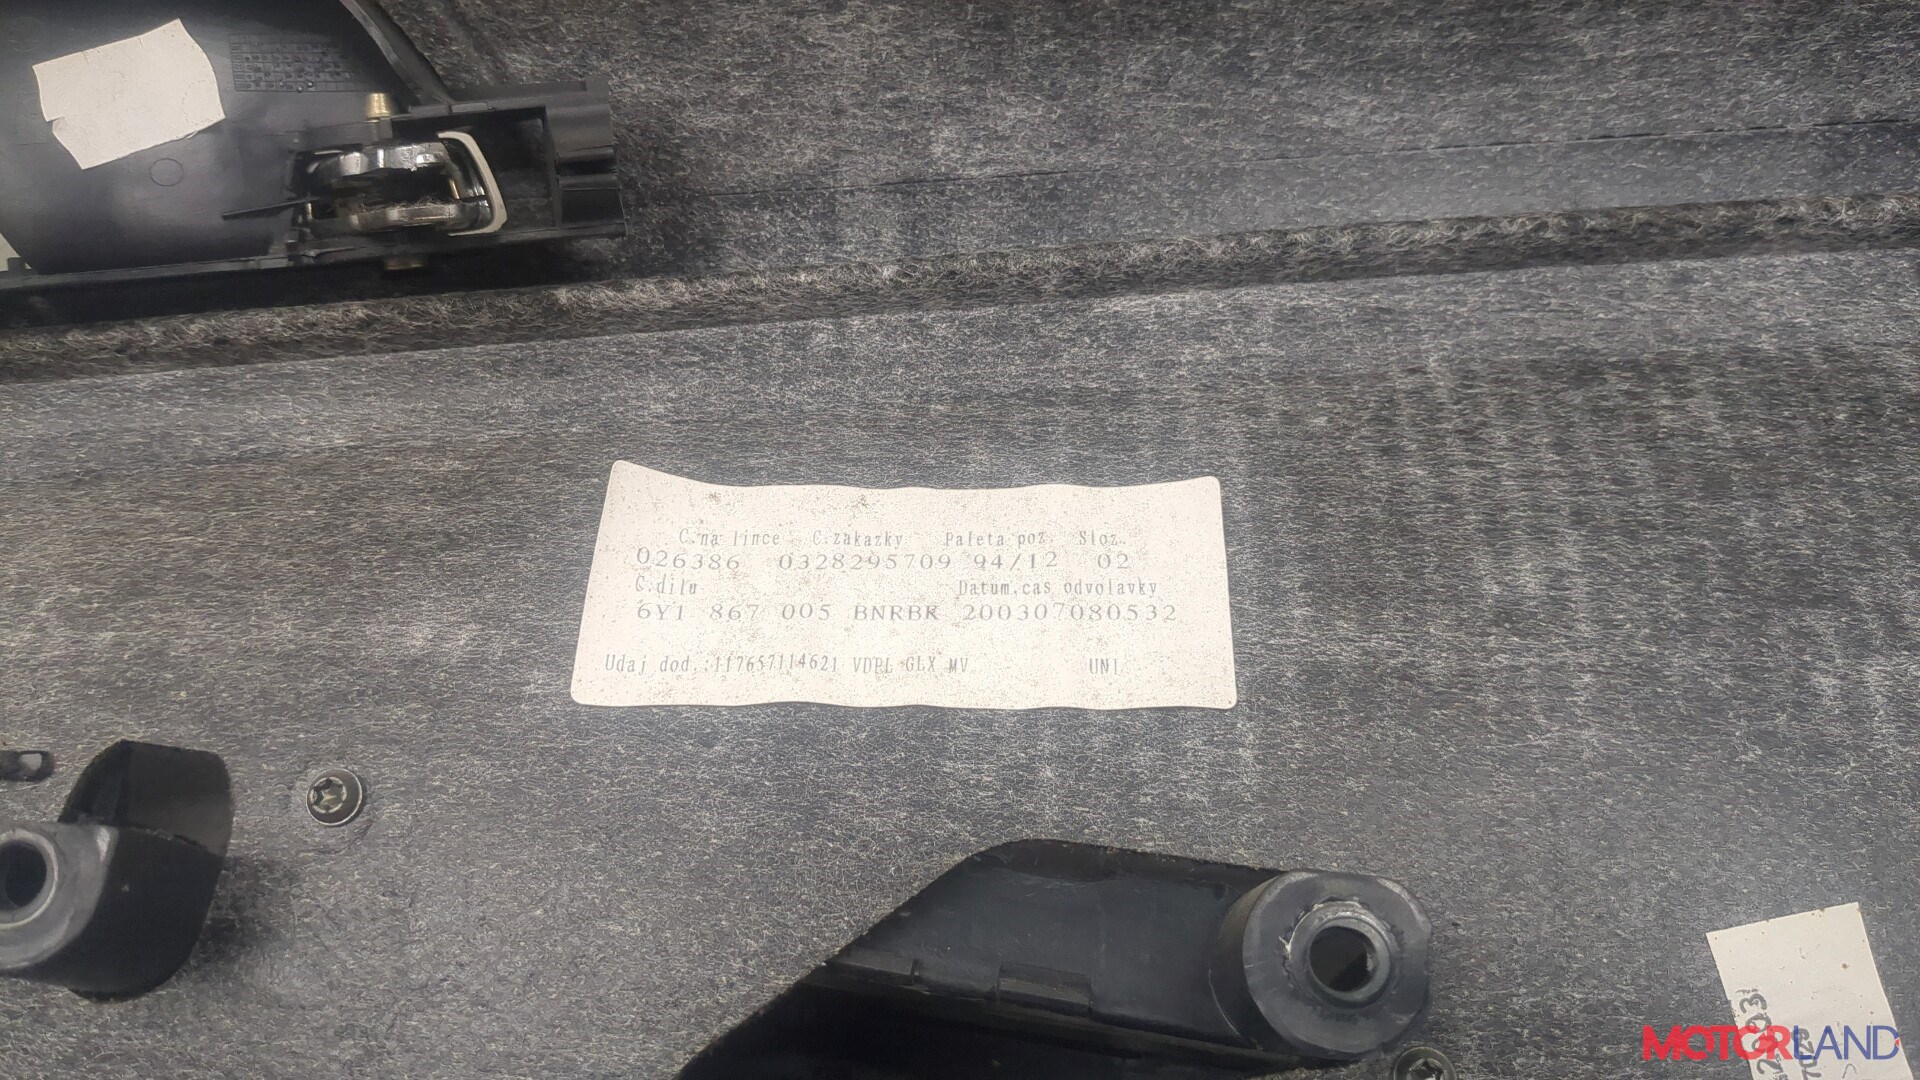 C.na lince C.zakazky Paleta poz. Sloz.
026386 0328295709 94/12 02
C.dilu Datum,cas odvolavky
6Y1 867 005 BNRBK 200307080532
Udaj dod.:117657114621 VDPL GLX MV UNI
MOTORLAND